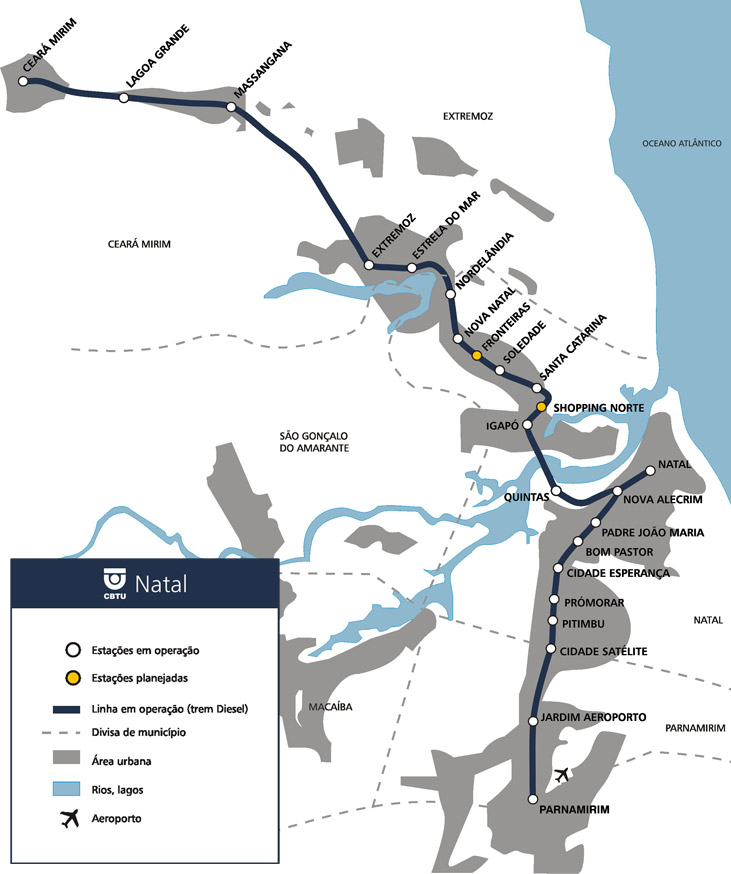 CEARÁ MIRIM
LAGOA GRANDE
MASSANGANA
EXTREMOZ
OCEANO ATLÂNTICO
CEARÁ MIRIM
EXTREMOZ
ESTRELA DO MAR
NORDELÂNDIA
NOVA NATAL
FRONTEIRAS
SOLEDADE
SANTA CATARINA
SHOPPING NORTE
IGAPÓ
SÃO GONÇALO
DO AMARANTE
NATAL
QUINTAS
NOVA ALECRIM
PADRE JOÃO MARIA
BOM PASTOR
CIDADE ESPERANÇA
PRÓMORAR
PITIMBU
NATAL
CIDADE SATÉLITE
MACAÍBA
JARDIM AEROPORTO
PARNAMIRIM
PARNAMIRIM
CBTU
Natal
Estações em operação
Estações planejadas
Linha em operação (trem Diesel)
Divisa de município
Área urbana
Rios, lagos
Aeroporto